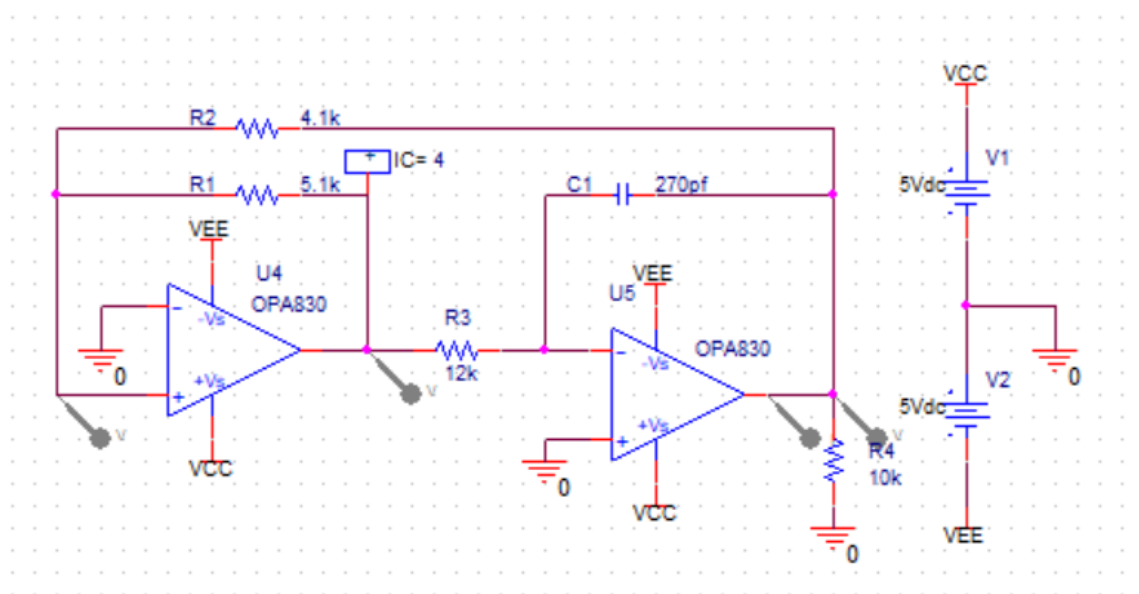 VCC
R2 4.1k
IC= 4
V1
R1 5.1k
C1 270pf
5Vdc
VEE
U4
OPA830
VEE
U5
-
-Vs
R3
OPA830
-
-Vs
12k
0
+Vs
+
V2
0
5Vdc
V
+Vs
+
V
V
R4
10k
VCC
0
VCC
VEE
0